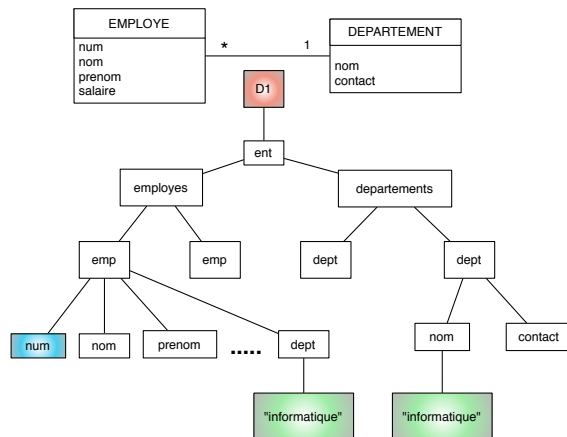 EMPLOYE
DEPARTEMENT
num
nom
prenom
salaire
*
1
nom
contact
D1
ent
employes
departements
emp
emp
dept
dept
num
nom
prenom
.....
dept
nom
contact
"informatique"
"informatique"